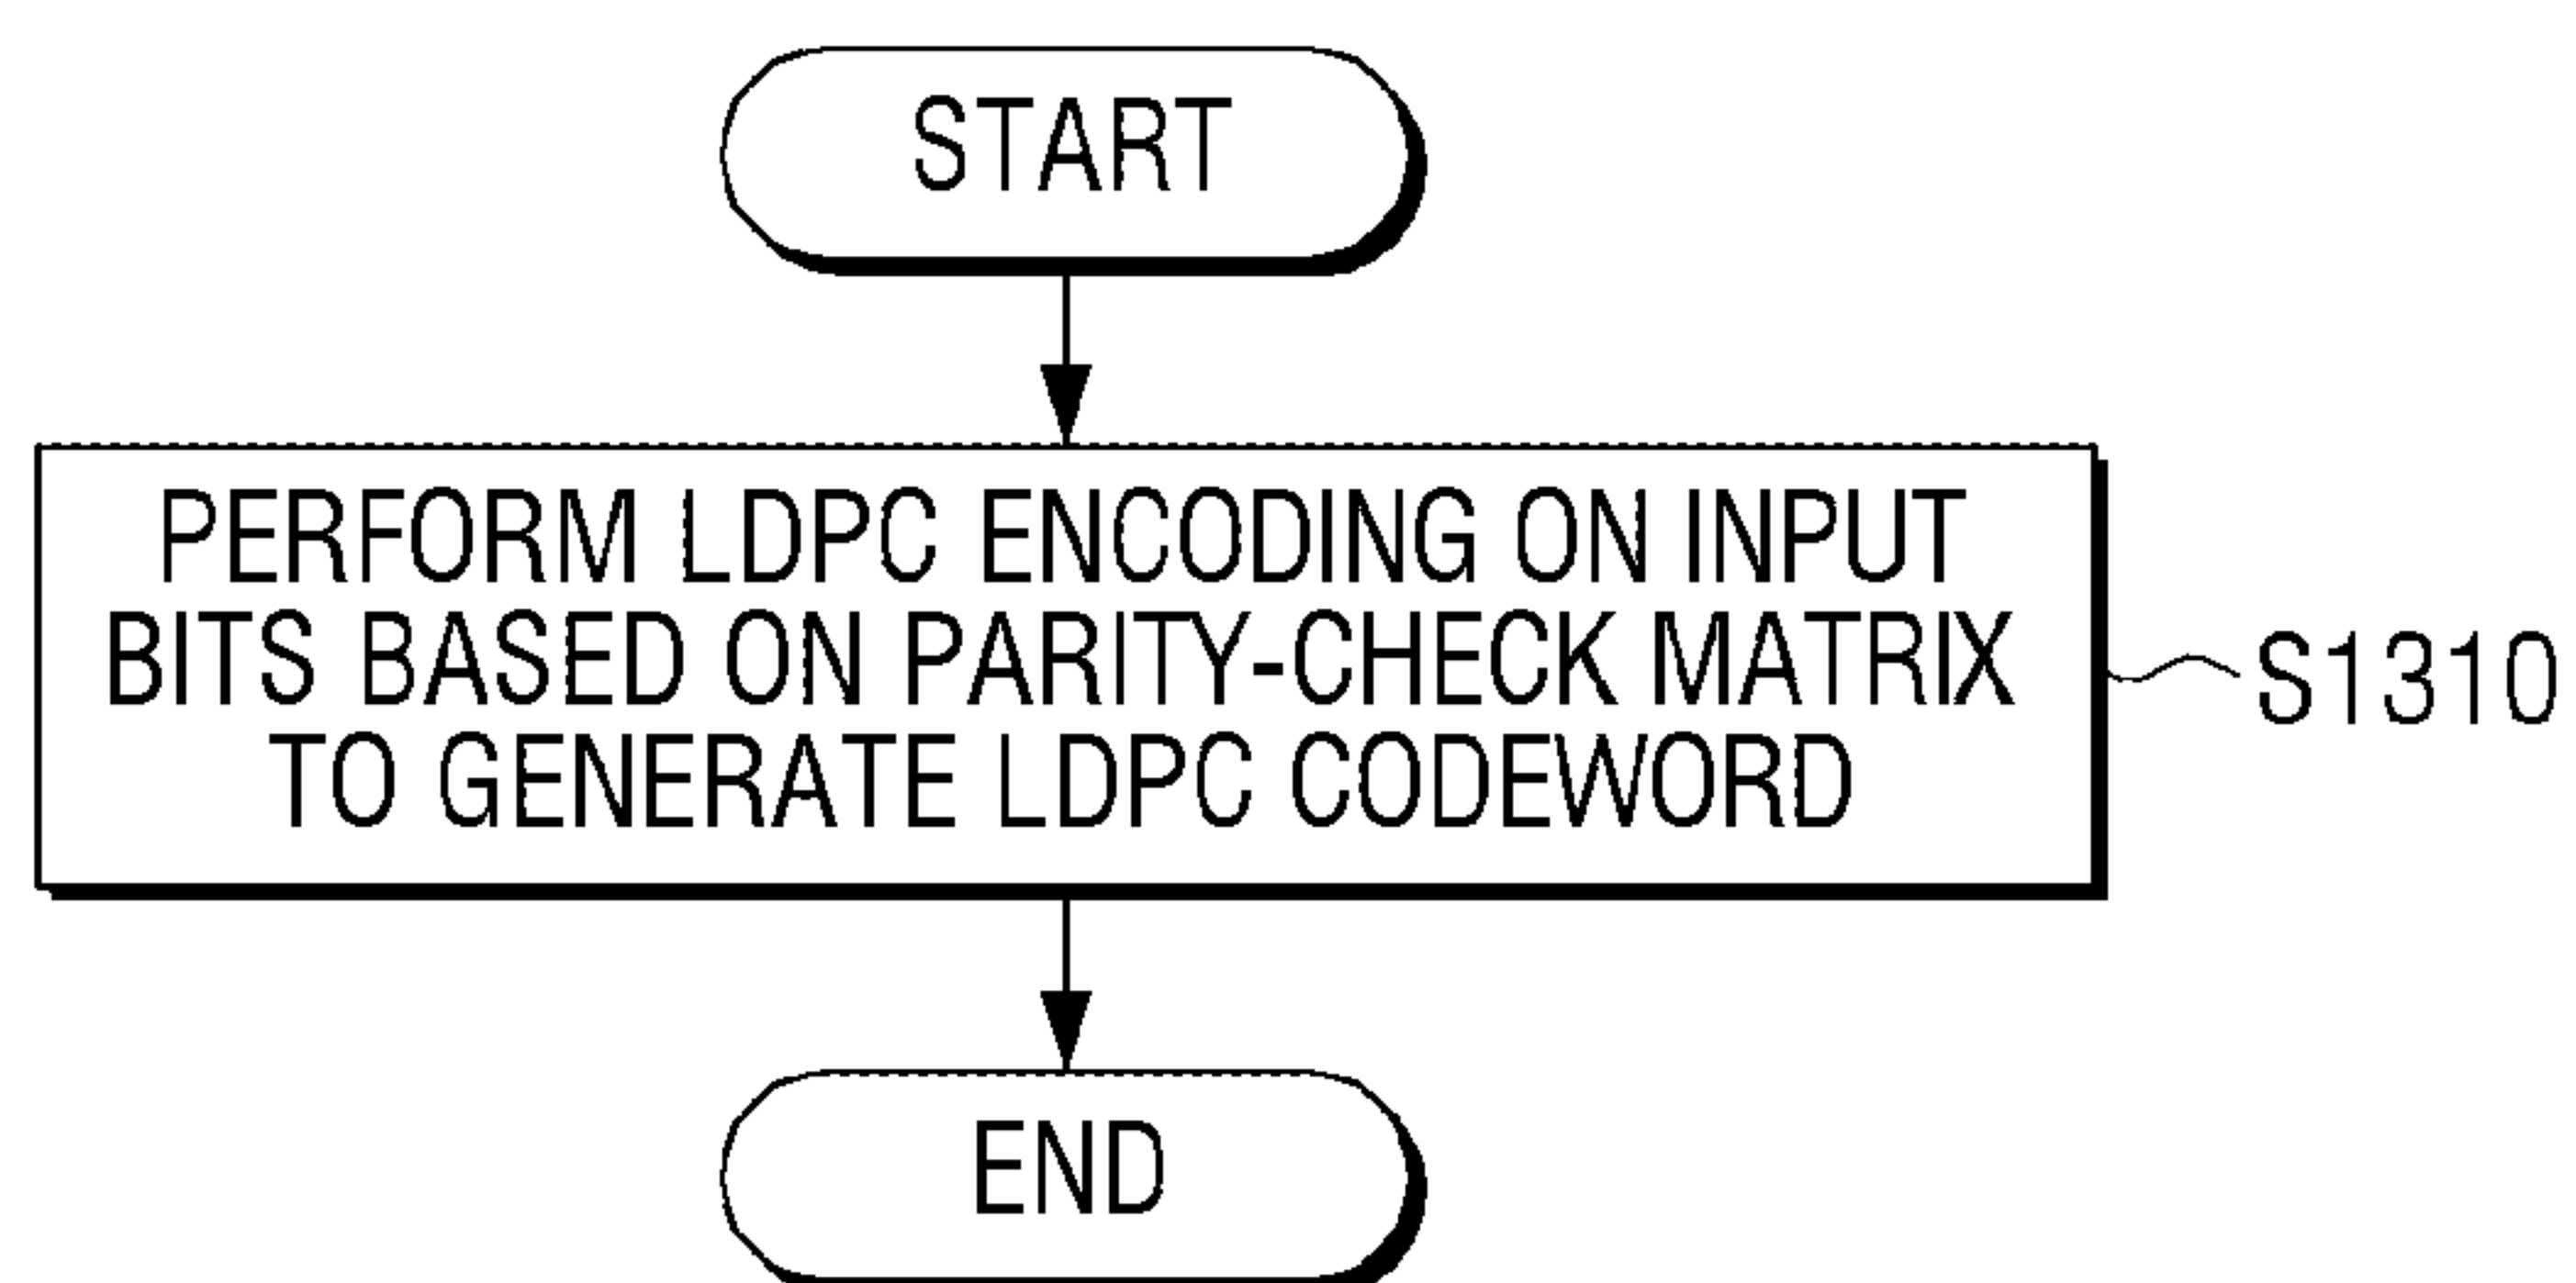 START
PERFORM LDPC ENCODING ON INPUT
BITS BASED ON PARITY-CHECK MATRIX
TO GENERATE LDPC CODEWORD
S1310
END